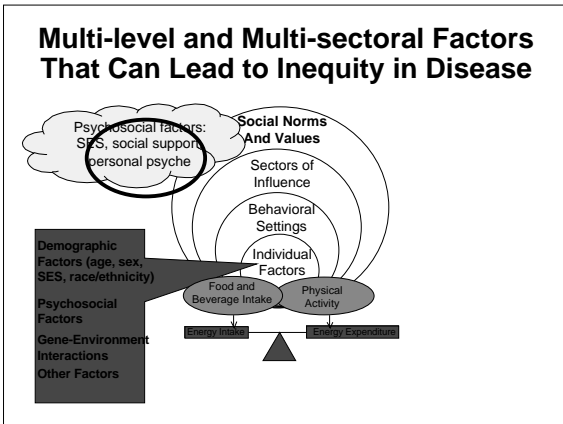 Multi-level and Multi-sectoral Factors
That Can Lead to Inequity in Disease
Psychosocial factors:
SES, social support,
personal psyche
Social Norms
And Values
Sectors of
Influence
Behavioral
Settings
Individual
Factors
Demographic
Factors (age, sex,
SES, race/ethnicity)
Psychosocial
Factors
Gene-Environment
Interactions
Other Factors
Food and
Beverage Intake
Physical
Activity
Energy Intake
Energy Expenditure